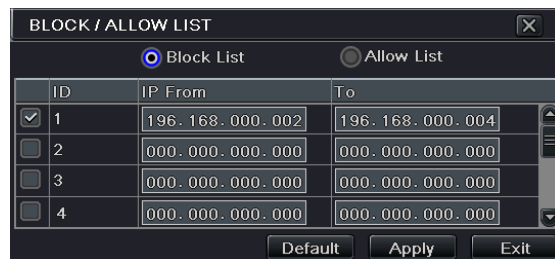 BLOCK / ALLOW LIST
Block List Allow List
ID IP From To
1 196.168.000.002 196.168.000.004
2 000.000.000.000 000.000.000.000
3 000.000.000.000 000.000.000.000
4 000.000.000.000 000.000.000.000
Default Apply Exit